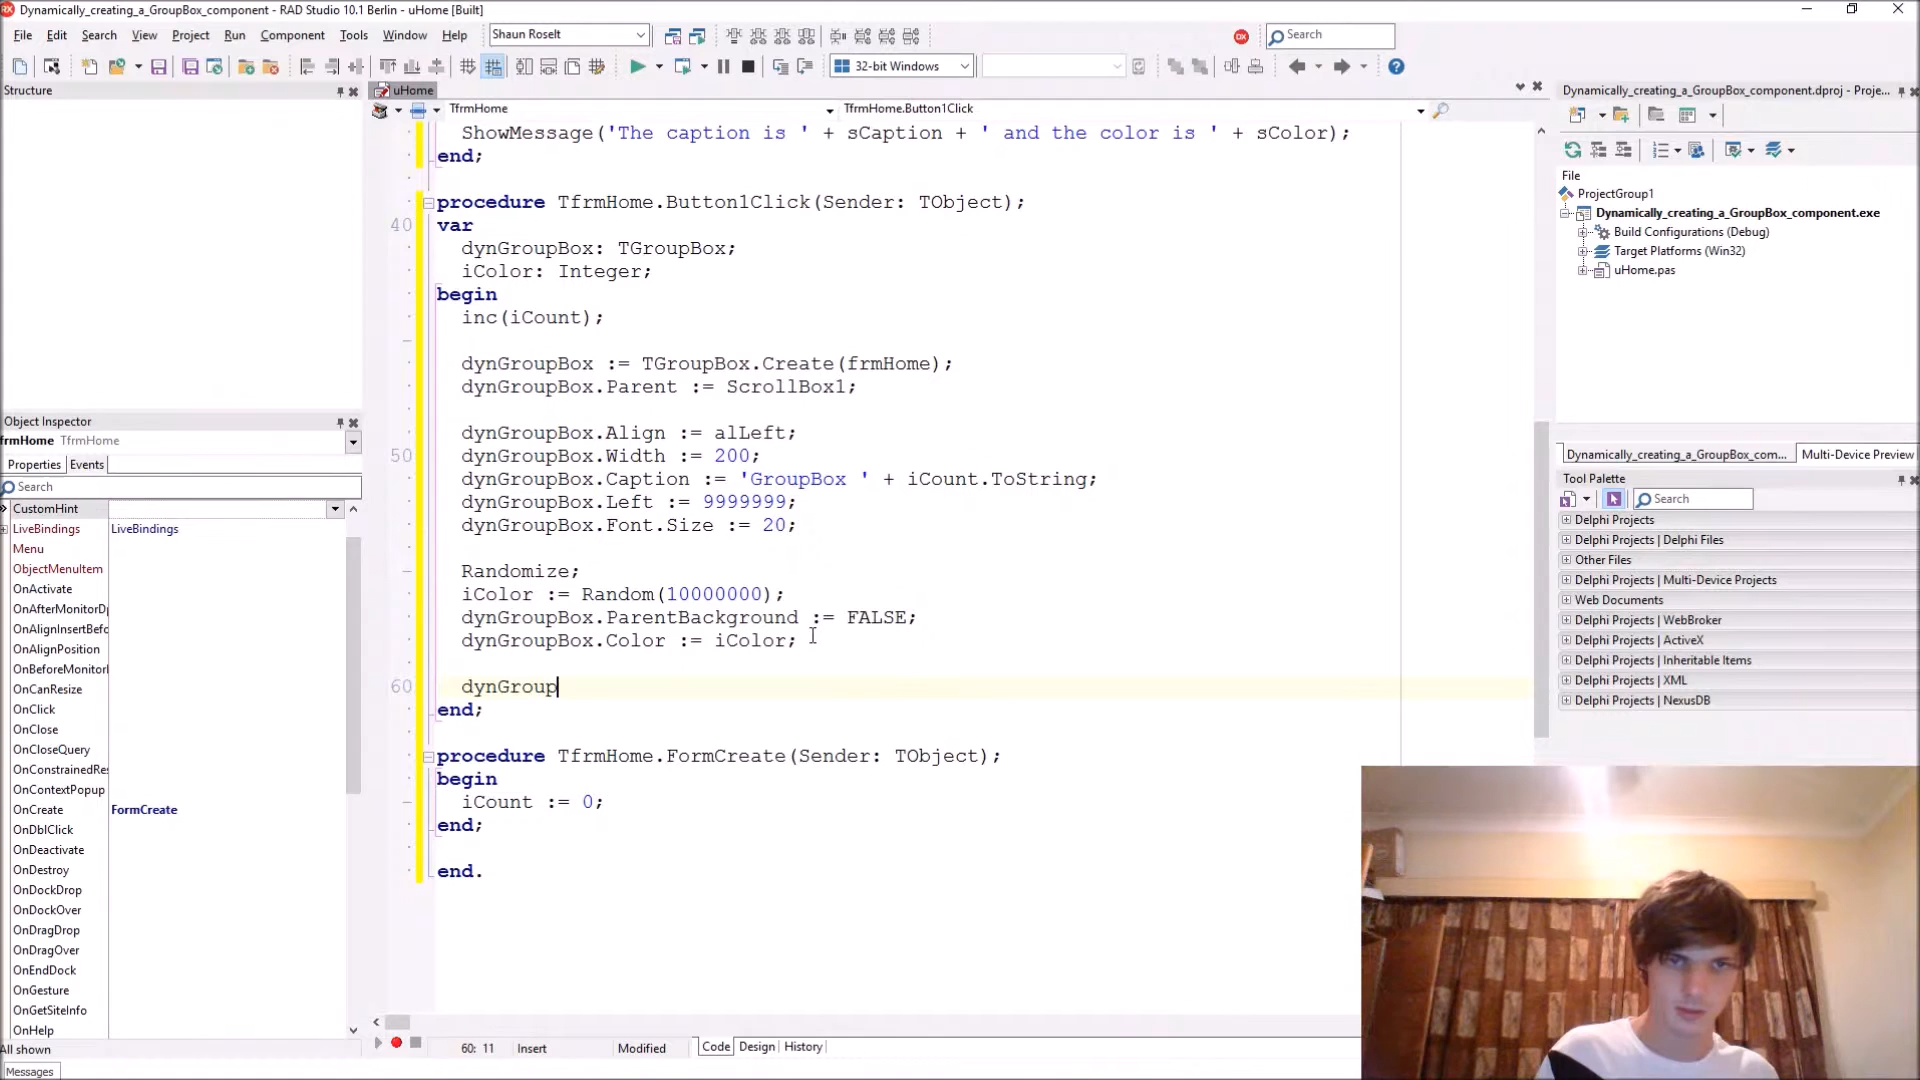 Dynamically_creating_a_GroupBox_component - RAD Studio 10.1 Berlin - uHome [Built]
File Edit Search View Project Run Component Tools Window Help Shaun Roselt Search
32-bit Windows
Structure
uHome
TfrmHome TfrmHome.Button1Click
ShowMessage('The caption is ' + sCaption + ' and the color is ' + sColor);
end;
procedure TfrmHome.Button1Click(Sender: TObject);
40 var
dynGroupBox: TGroupBox;
iColor: Integer;
begin
inc(iCount);
dynGroupBox := TGroupBox.Create(frmHome);
dynGroupBox.Parent := ScrollBox1;
dynGroupBox.Align := alLeft;
50 dynGroupBox.Width := 200;
dynGroupBox.Caption := 'GroupBox ' + iCount.ToString;
dynGroupBox.Left := 9999999;
dynGroupBox.Font.Size := 20;
Randomize;
iColor := Random(10000000);
dynGroupBox.ParentBackground := FALSE;
dynGroupBox.Color := iColor;
60 dynGroup
end;
procedure TfrmHome.FormCreate(Sender: TObject);
begin
iCount := 0;
end;
end.
60: 11 Insert Modified Code Design History
Object Inspector
frmHome TfrmHome
Properties Events
Search
CustomHint
LiveBindings LiveBindings
Menu
ObjectMenuItem
OnActivate
OnAfterMonitorDp
OnAlignInsertBefo
OnAlignPosition
OnBeforeMonitorI
OnCanResize
OnClick
OnClose
OnCloseQuery
OnConstrainedRes
OnContextPopup
OnCreate FormCreate
OnDblClick
OnDeactivate
OnDestroy
OnDockDrop
OnDockOver
OnDragDrop
OnDragOver
OnEndDock
OnEndDrag
OnGesture
OnGetSiteInfo
OnHelp
All shown
Messages
Dynamically_creating_a_GroupBox_component.dproj - Proje...
File
ProjectGroup1
Dynamically_creating_a_GroupBox_component.exe
Build Configurations (Debug)
Target Platforms (Win32)
uHome.pas
Dynamically_creating_a_GroupBox_com... Multi-Device Preview
Tool Palette
Search
Delphi Projects
Delphi Projects | Delphi Files
Other Files
Delphi Projects | Multi-Device Projects
Web Documents
Delphi Projects | WebBroker
Delphi Projects | ActiveX
Delphi Projects | Inheritable Items
Delphi Projects | XML
Delphi Projects | NexusDB